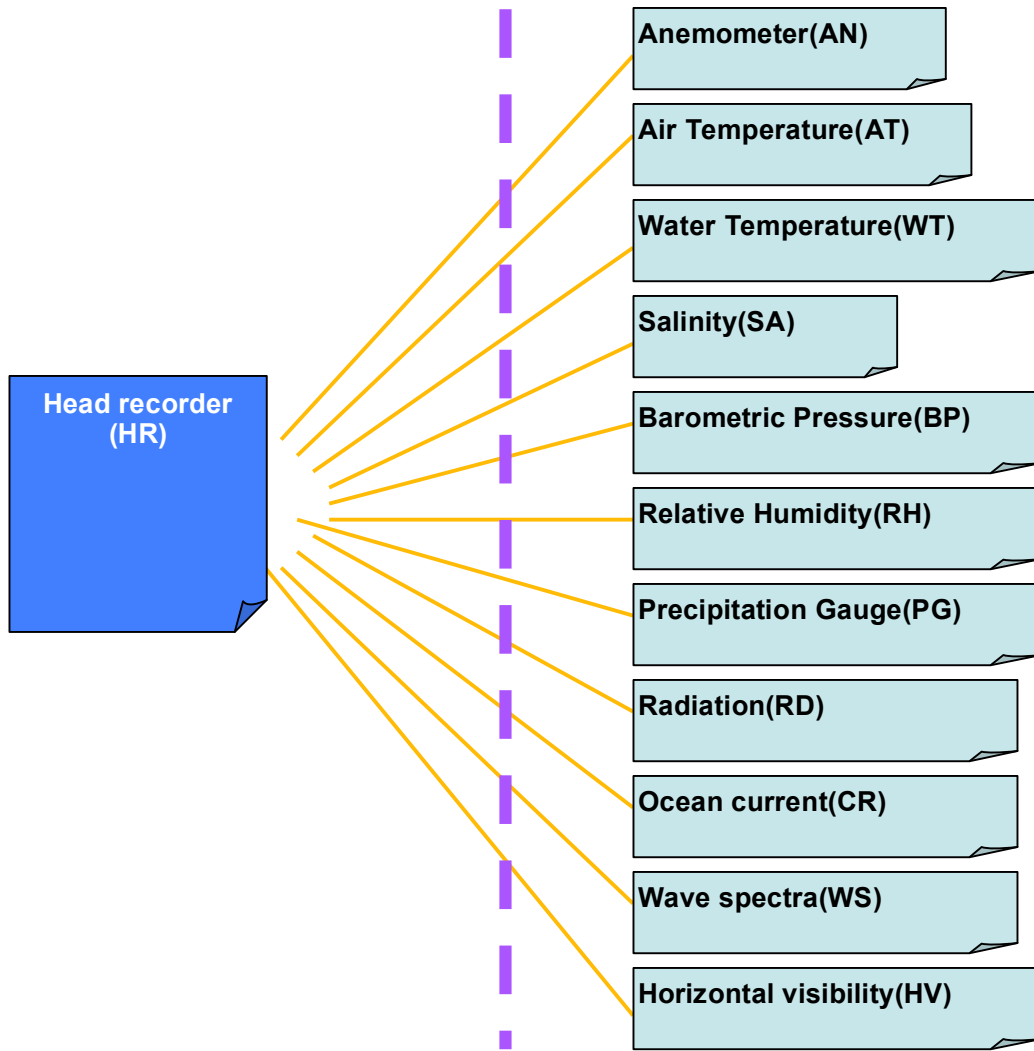 Anemometer(AN)
Air Temperature(AT)
Water Temperature(WT)
Salinity(SA)
Head recorder
(HR)
Barometric Pressure(BP)
Relative Humidity(RH)
Precipitation Gauge(PG)
Radiation(RD)
Ocean current(CR)
Wave spectra(WS)
Horizontal visibility(HV)